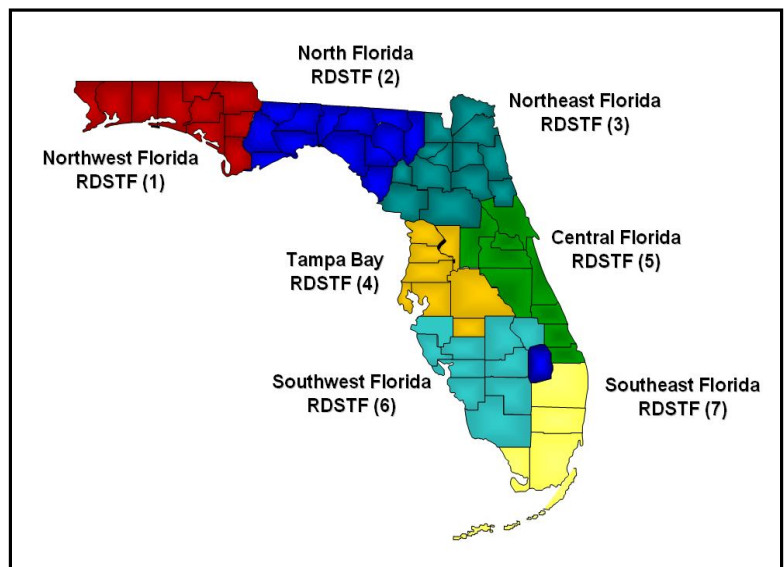 North Florida
RDSTF (2)
Northeast Florida
RDSTF (3)
Northwest Florida
RDSTF (1)
Central Florida
RDSTF (5)
Tampa Bay
RDSTF (4)
Southwest Florida
RDSTF (6)
Southeast Florida
RDSTF (7)